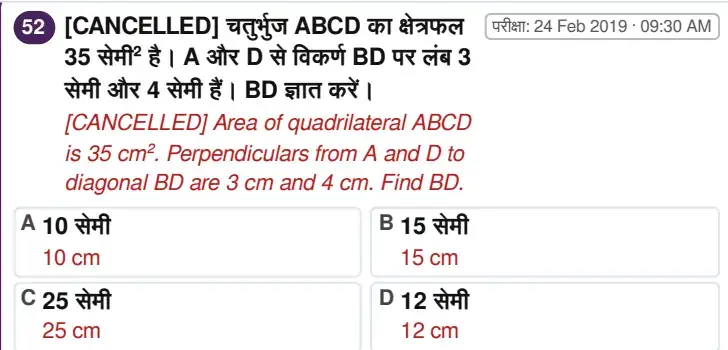 52 [CANCELLED] चतुर्भुज ABCD का क्षेत्रफल
परीक्षा: 24 Feb 2019 · 09:30 AM
35 सेमी² है। A और D से विकर्ण BD पर लंब 3
सेमी और 4 सेमी हैं। BD ज्ञात करें।
[CANCELLED] Area of quadrilateral ABCD
is 35 cm². Perpendiculars from A and D to
diagonal BD are 3 cm and 4 cm. Find BD.
A 10 सेमी
10 cm
B 15 सेमी
15 cm
C 25 सेमी
25 cm
D 12 सेमी
12 cm